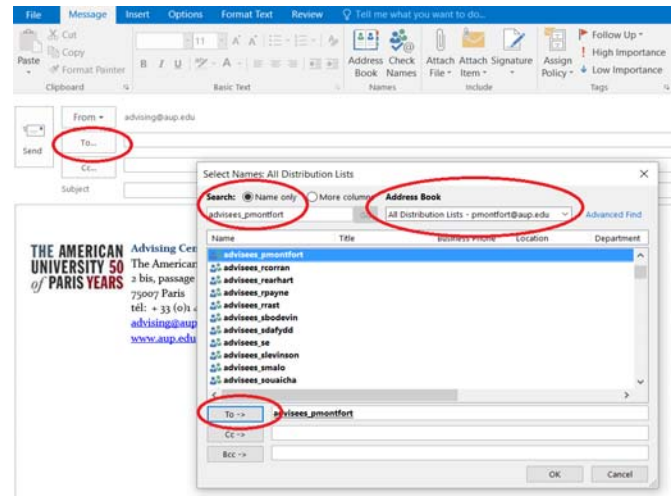 File Message Insert Options Format Text Review Tell me what you want to do...
Cut
Copy
Format Painter
Paste
Clipboard
11
B I U
Basic Text
Address Book
Check Names
Names
Attach File
Attach Item
Signature
Include
Assign Policy
Follow Up
High Importance
Low Importance
Tags
Send
From
advising@aup.edu
To...
Cc...
Subject
THE AMERICAN
UNIVERSITY 50
of PARIS YEARS
Advising Cen
The American
2 bis, passage
75007 Paris
tél: + 33 (0)1
advising@aup
www.aup.edu
Select Names: All Distribution Lists
Search: Name only More columns Address Book
advisees_pmontfort All Distribution Lists - pmontfort@aup.edu Advanced Find
Name Title Business Phone Location Department
advisees_pmontfort
advisees_rcorran
advisees_rearhart
advisees_rpayne
advisees_rrast
advisees_sbodevin
advisees_sdafydd
advisees_se
advisees_slevinson
advisees_smalo
advisees_souaicha
To -> advisees_pmontfort
Cc ->
Bcc ->
OK Cancel